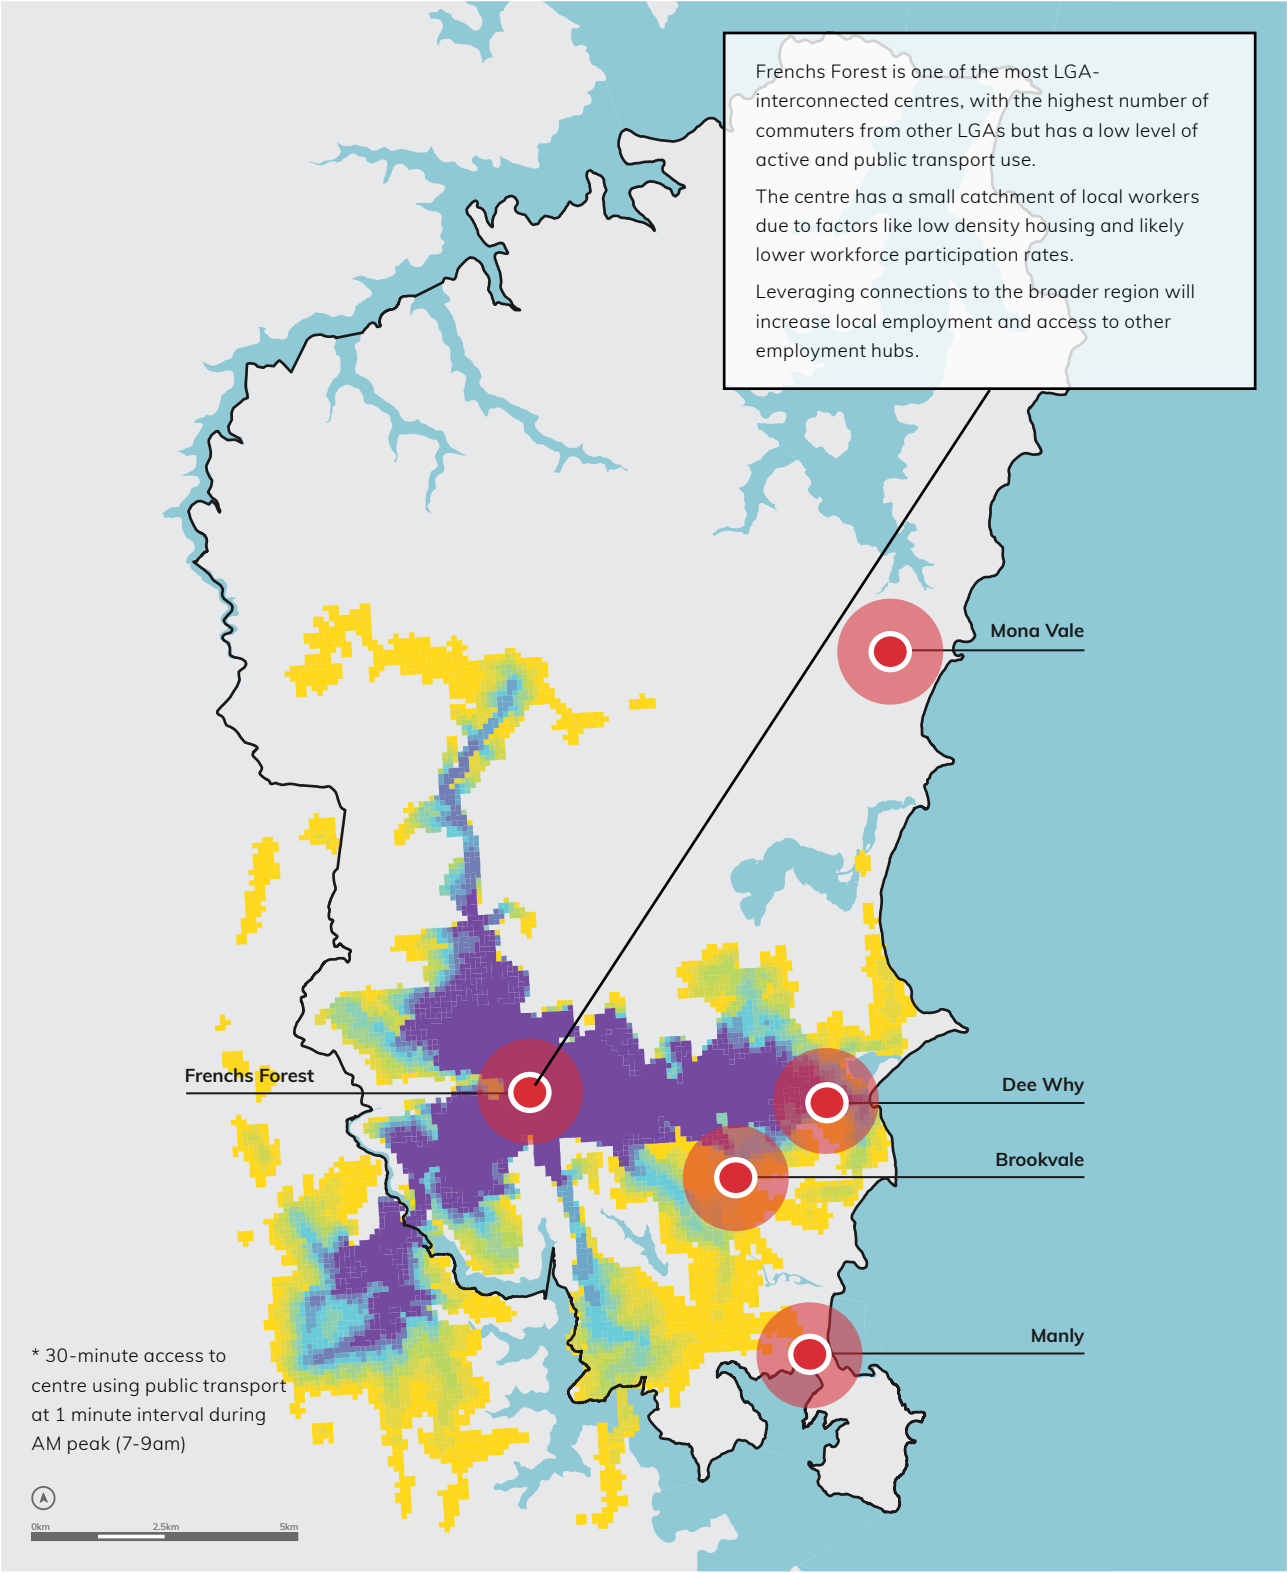 Frenchs Forest is one of the most LGA-
interconnected centres, with the highest number of
commuters from other LGAs but has a low level of
active and public transport use.
The centre has a small catchment of local workers
due to factors like low density housing and likely
lower workforce participation rates.
Leveraging connections to the broader region will
increase local employment and access to other
employment hubs.
Mona Vale
Frenchs Forest
Dee Why
Brookvale
Manly
* 30-minute access to
centre using public transport
at 1 minute interval during
AM peak (7-9am)
0km 2.5km 5km